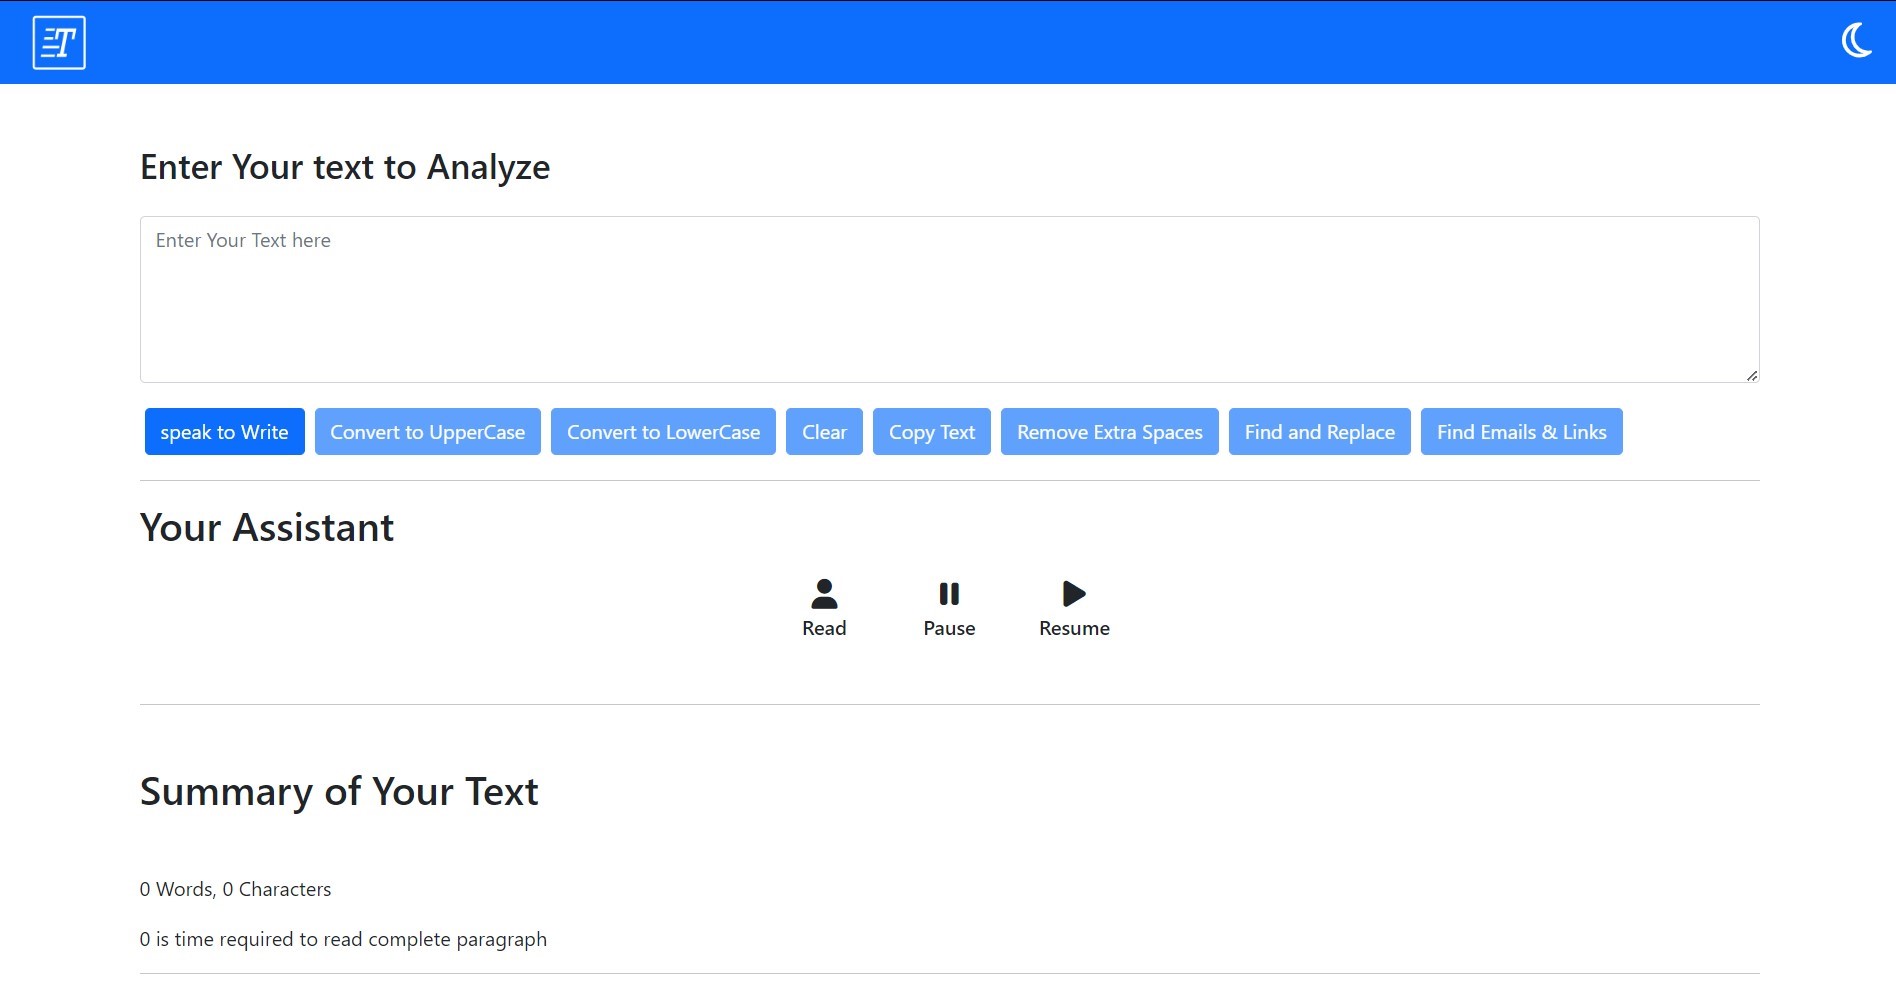 T
Enter Your text to Analyze
Enter Your Text here
speak to Write Convert to UpperCase Convert to LowerCase Clear Copy Text Remove Extra Spaces Find and Replace Find Emails & Links
Your Assistant
Read Pause Resume
Summary of Your Text
0 Words, 0 Characters
0 is time required to read complete paragraph